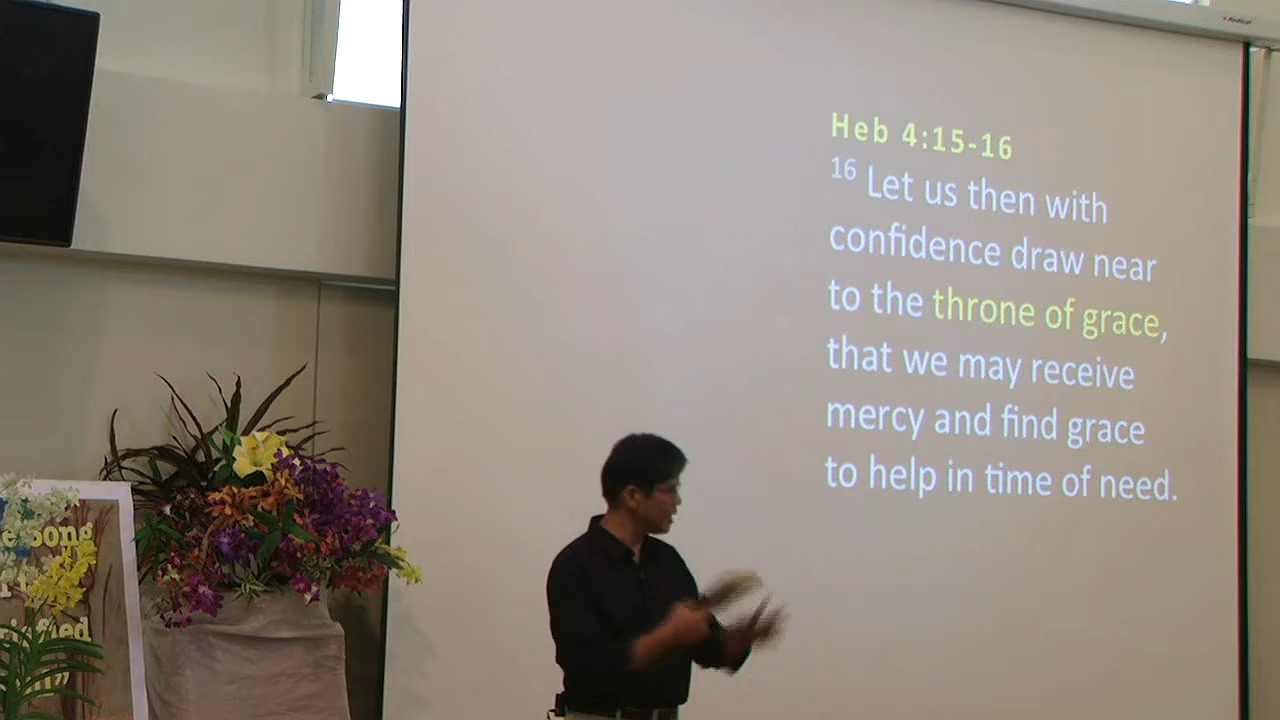 Heb 4:15-16
16 Let us then with
confidence draw near
to the throne of grace,
that we may receive
mercy and find grace
to help in time of need.
Song